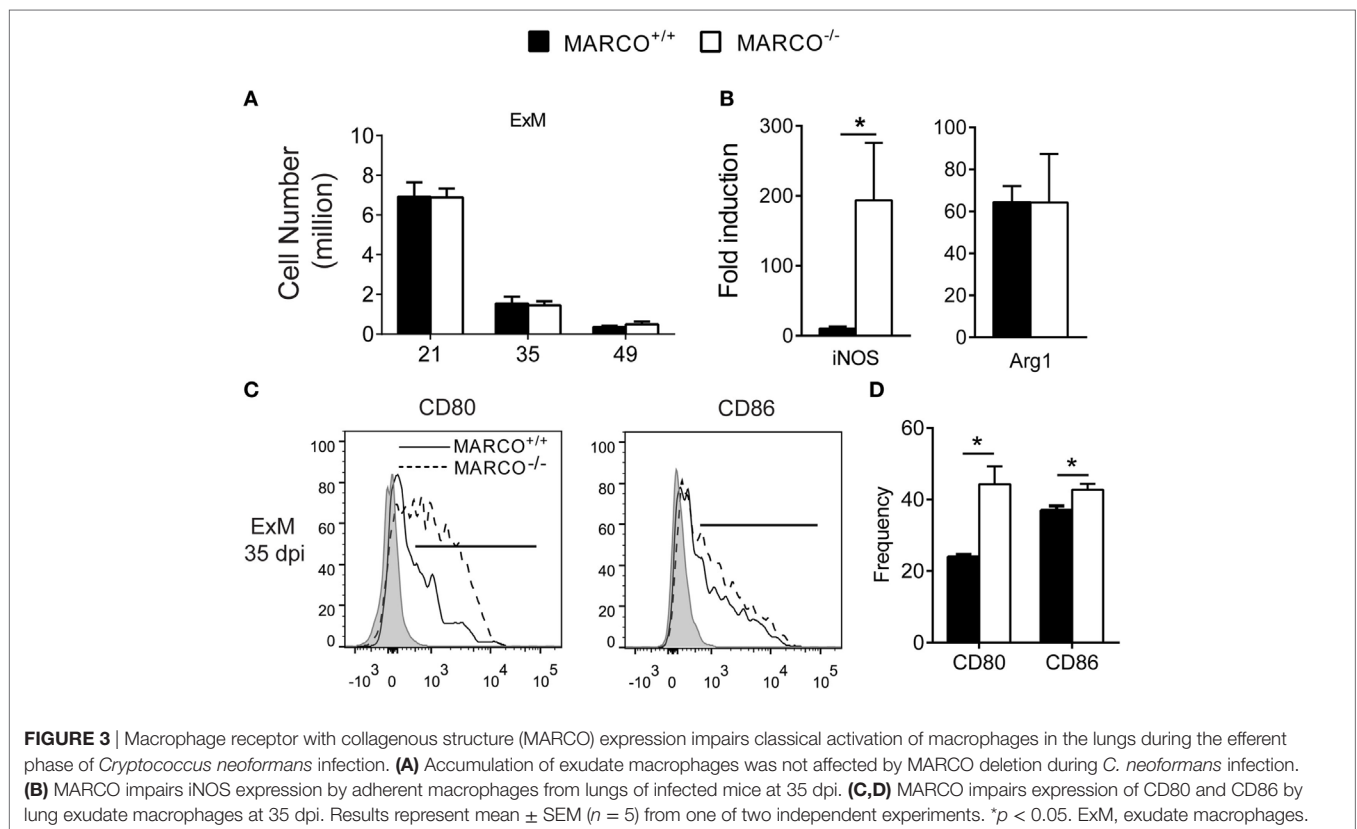 MARCO+/+ MARCO-/-
A
ExM
Cell Number
(million)
10
8
6
4
2
0
21 35 49
B
*
Fold induction
300
200
100
0
iNOS
100
80
60
40
20
0
Arg1
C
CD80
MARCO+/+
MARCO-/-
ExM
35 dpi
100
80
60
40
20
0
-10³ 0 10³ 10⁴ 10⁵
CD86
100
80
60
40
20
0
-10³ 0 10³ 10⁴ 10⁵
D
* *
Frequency
60
40
20
0
CD80 CD86
FIGURE 3 | Macrophage receptor with collagenous structure (MARCO) expression impairs classical activation of macrophages in the lungs during the efferent
phase of Cryptococcus neoformans infection. (A) Accumulation of exudate macrophages was not affected by MARCO deletion during C. neoformans infection.
(B) MARCO impairs iNOS expression by adherent macrophages from lungs of infected mice at 35 dpi. (C,D) MARCO impairs expression of CD80 and CD86 by
lung exudate macrophages at 35 dpi. Results represent mean ± SEM (n = 5) from one of two independent experiments. *p < 0.05. ExM, exudate macrophages.